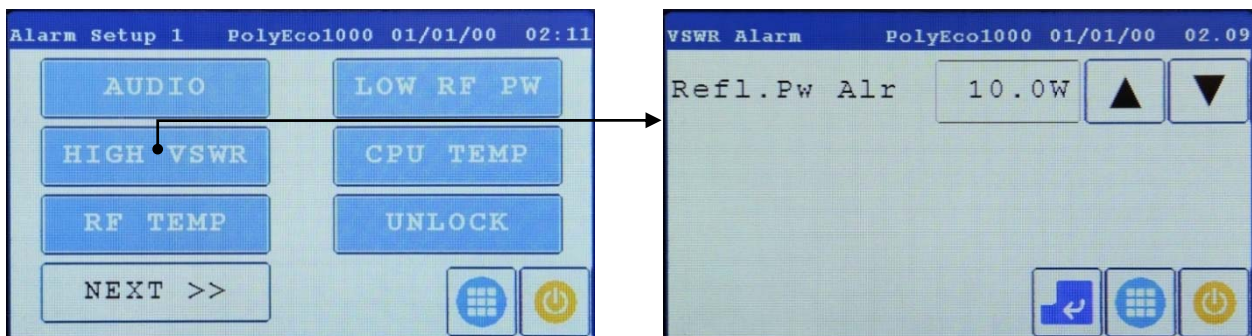 Alarm Setup 1 PolyEco1000 01/01/00 02:11
AUDIO LOW RF PW
HIGH VSWR CPU TEMP
RF TEMP UNLOCK
NEXT >>
VSWR Alarm PolyEco1000 01/01/00 02.09
Refl.Pw Alr 10.0W